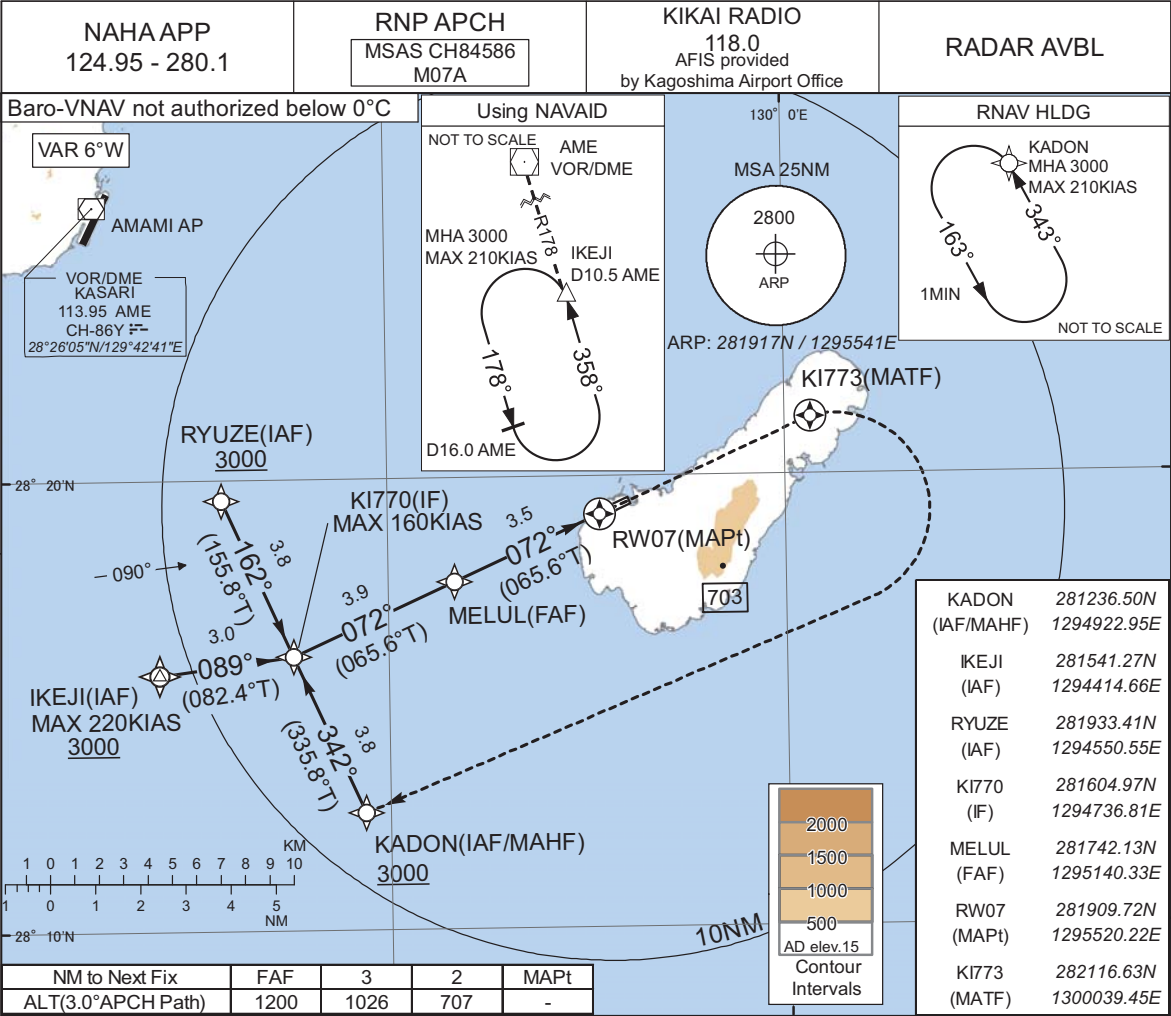 NAHA APP
124.95 - 280.1
RNP APCH
MSAS CH84586
M07A
KIKAI RADIO
118.0
AFIS provided
by Kagoshima Airport Office
RADAR AVBL
Baro-VNAV not authorized below 0°C
VAR 6°W
AMAMI AP
VOR/DME
KASARI
113.95 AME
CH-86Y
28°26'05"N/129°42'41"E
Using NAVAID
NOT TO SCALE
AME
VOR/DME
R178
MHA 3000
MAX 210KIAS
IKEJI
D10.5 AME
178°
358°
D16.0 AME
130° 0'E
MSA 25NM
2800
ARP
ARP: 281917N / 1295541E
RNAV HLDG
KADON
MHA 3000
MAX 210KIAS
163°
343°
1MIN
NOT TO SCALE
KI773(MATF)
RYUZE(IAF)
3000
28° 20'N
KI770(IF)
MAX 160KIAS
3.5
072°
(065.6°T)
RW07(MAPt)
3.8
162°
(155.8°T)
090°
3.9
072°
(065.6°T)
MELUL(FAF)
703
3.0
089°
(082.4°T)
IKEJI(IAF)
MAX 220KIAS
3000
3.8
342°
(335.8°T)
KADON(IAF/MAHF)
3000
KM
1 0 1 2 3 4 5 6 7 8 9 10
1 0 1 2 3 4 5
NM
28° 10'N
10NM
2000
1500
1000
500
AD elev.15
Contour
Intervals
KADON 281236.50N
(IAF/MAHF) 1294922.95E
IKEJI 281541.27N
(IAF) 1294414.66E
RYUZE 281933.41N
(IAF) 1294550.55E
KI770 281604.97N
(IF) 1294736.81E
MELUL 281742.13N
(FAF) 1295140.33E
RW07 281909.72N
(MAPt) 1295520.22E
KI773 282116.63N
(MATF) 1300039.45E
NM to Next Fix FAF 3 2 MAPt
ALT(3.0°APCH Path) 1200 1026 707 -